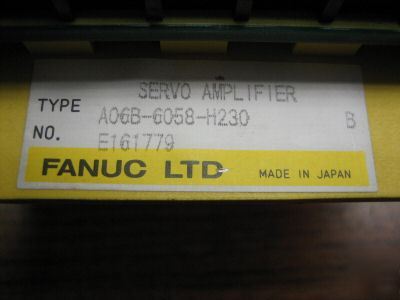 SERVO AMPLIFIER
TYPE A06B-6058-H230 B
NO. E161779
FANUC LTD MADE IN JAPAN